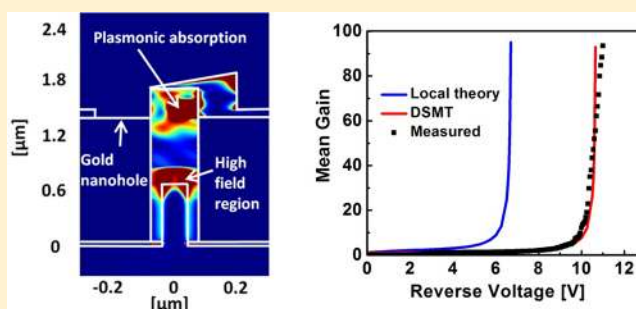 2.4
1.8
1.2
0.6
0
[µm]
Plasmonic absorption
Gold
nanohole
High
field
region
-0.2
0
0.2
[µm]
100
80
60
40
20
0
Mean Gain
Local theory
DSMT
Measured
0
2
4
6
8
10
12
Reverse Voltage [V]